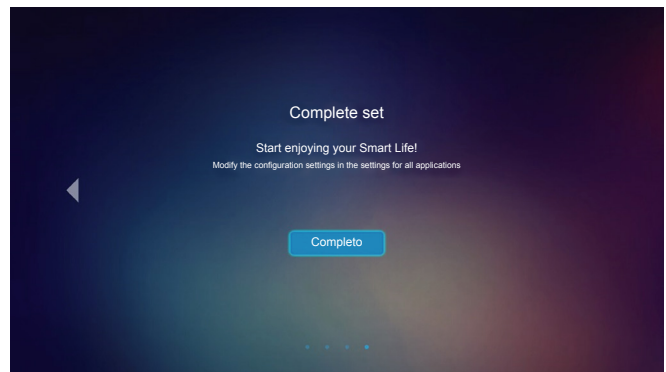 Complete set
Start enjoying your Smart Life!
Modify the configuration settings in the settings for all applications
Completo